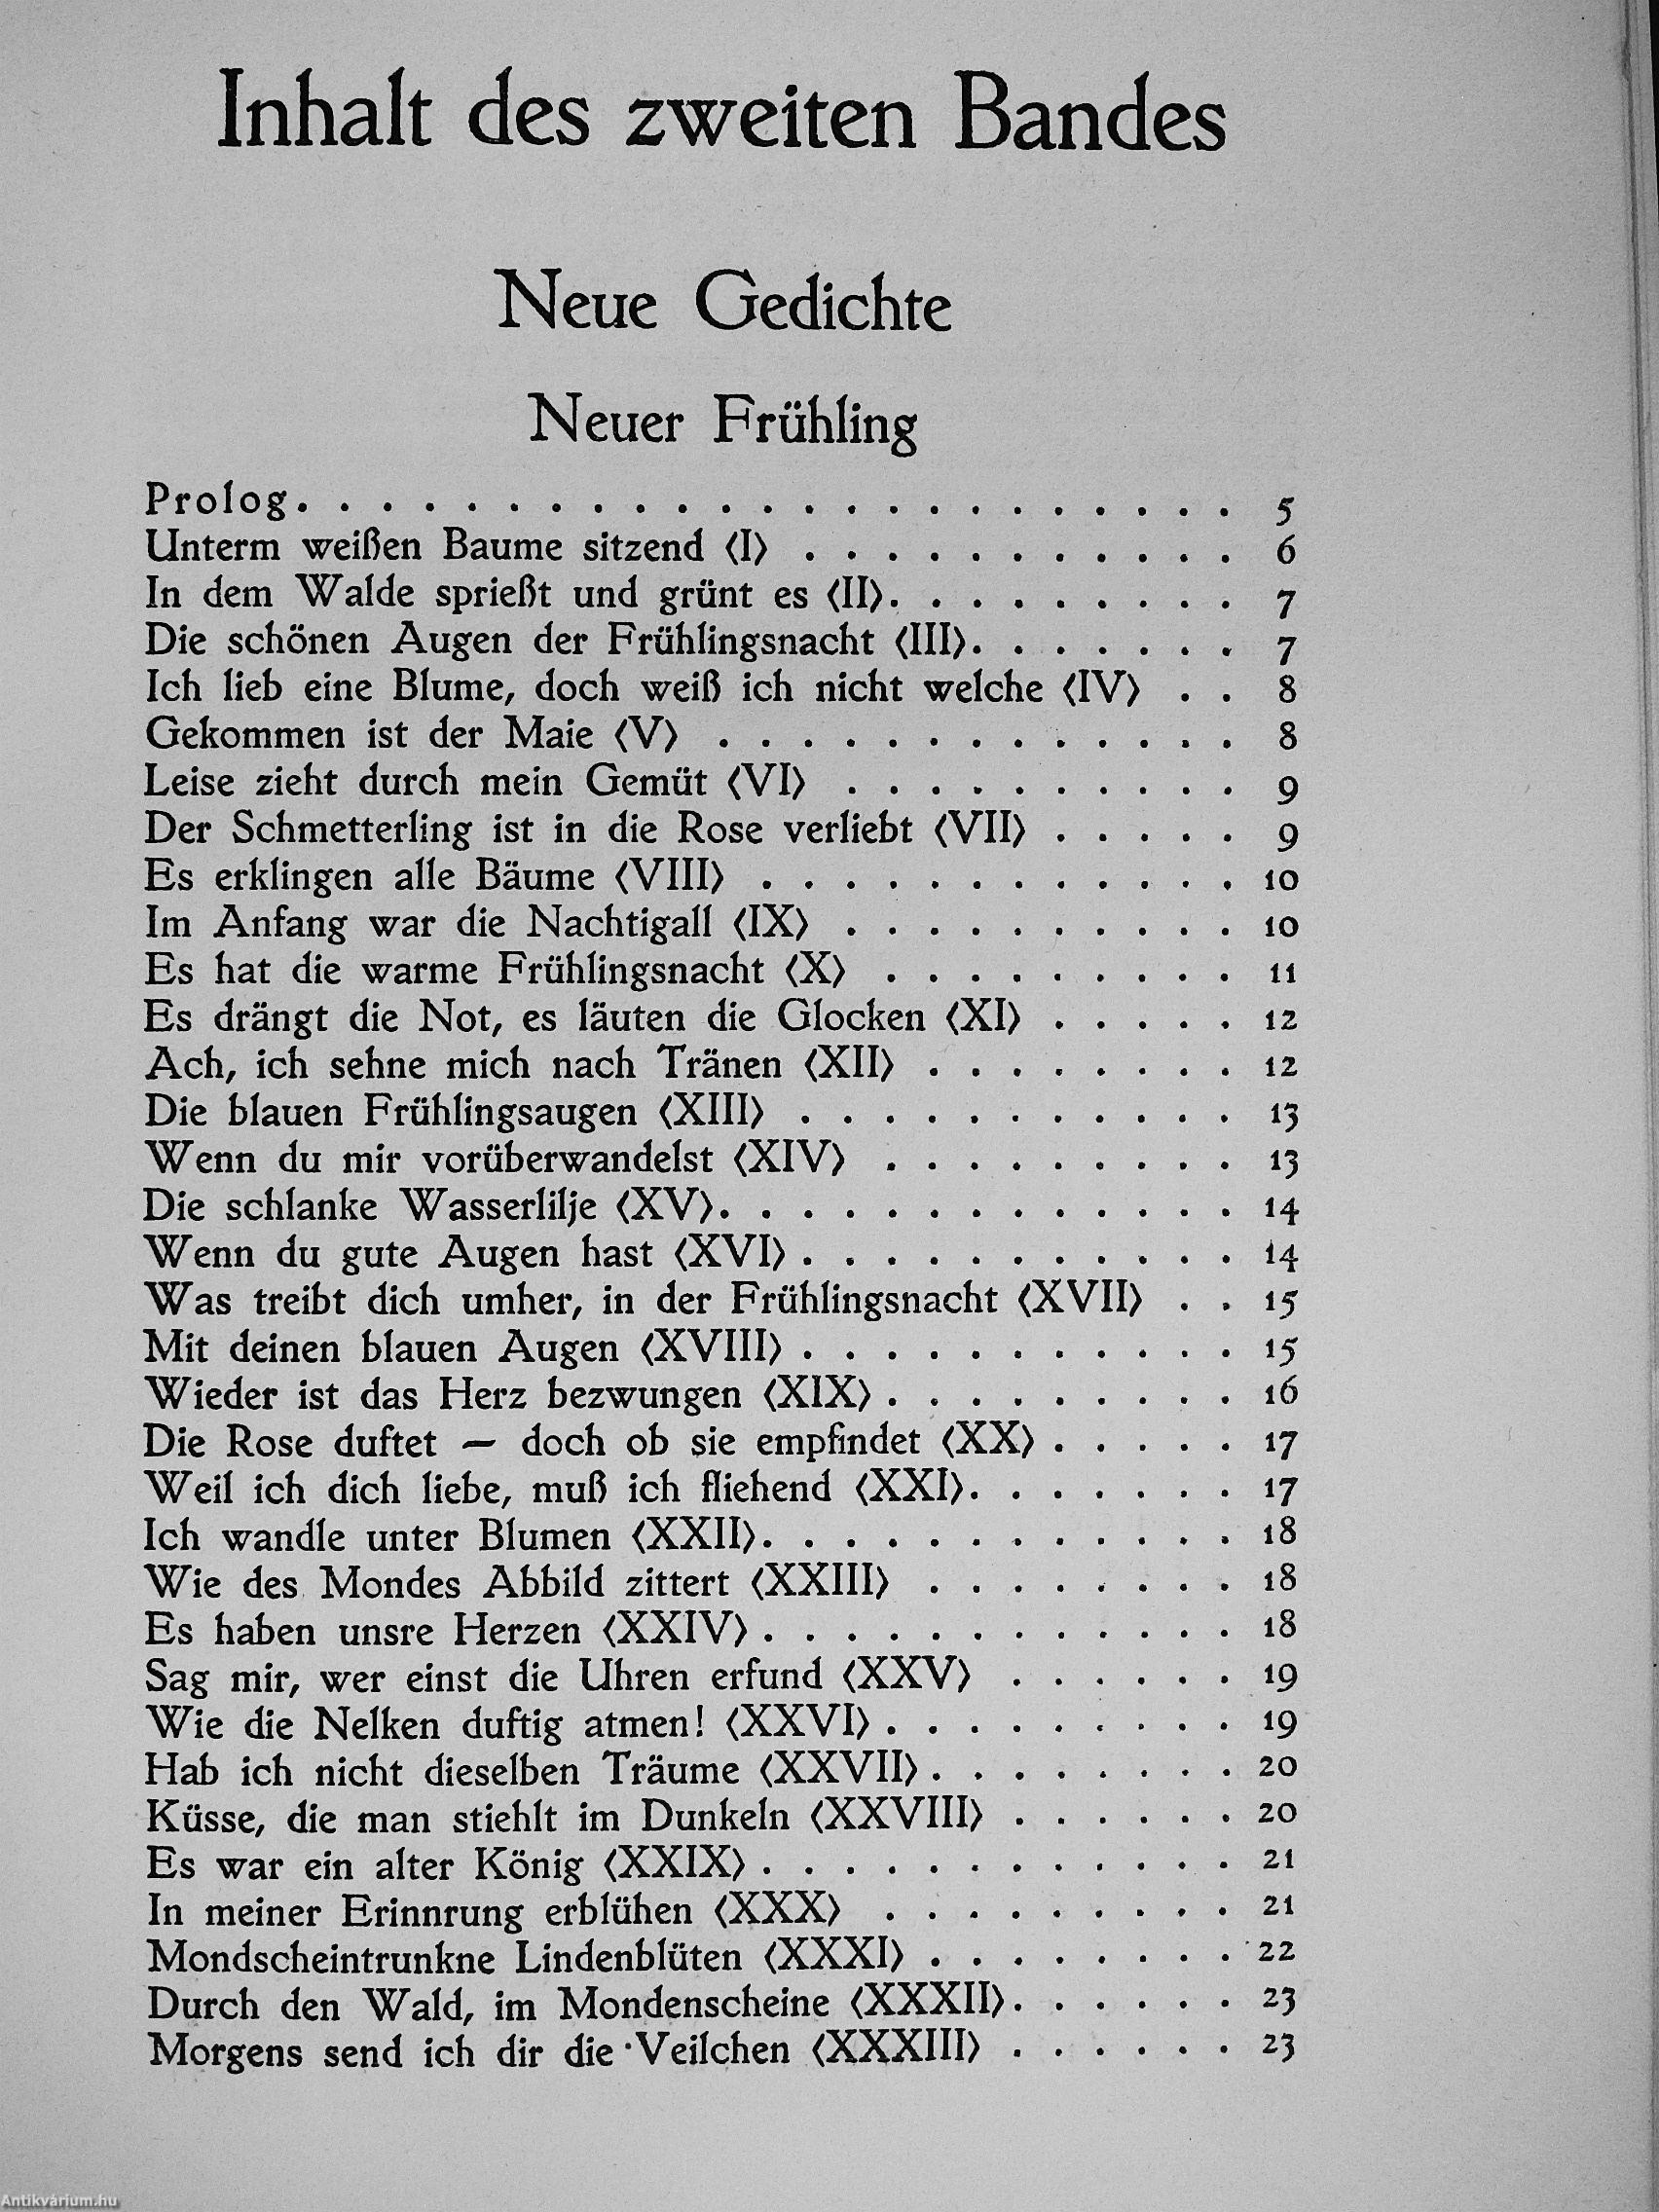 Inhalt des zweiten Bandes
Neue Gedichte
Neuer Frühling
Prolog. . . . . . . . . . . . . . . . . . . . . . . 5
Unterm weißen Baume sitzend ⟨I⟩ . . . . . . . . . . . 6
In dem Walde sprießt und grünt es ⟨II⟩. . . . . . . . . 7
Die schönen Augen der Frühlingsnacht ⟨III⟩. . . . . . . 7
Ich lieb eine Blume, doch weiß ich nicht welche ⟨IV⟩ . . 8
Gekommen ist der Maie ⟨V⟩ . . . . . . . . . . . . . 8
Leise zieht durch mein Gemüt ⟨VI⟩ . . . . . . . . . . 9
Der Schmetterling ist in die Rose verliebt ⟨VII⟩ . . . . . 9
Es erklingen alle Bäume ⟨VIII⟩ . . . . . . . . . . . . 10
Im Anfang war die Nachtigall ⟨IX⟩ . . . . . . . . . . 10
Es hat die warme Frühlingsnacht ⟨X⟩ . . . . . . . . . 11
Es drängt die Not, es läuten die Glocken ⟨XI⟩ . . . . . 12
Ach, ich sehne mich nach Tränen ⟨XII⟩ . . . . . . . . 12
Die blauen Frühlingsaugen ⟨XIII⟩ . . . . . . . . . . . 13
Wenn du mir vorüberwandelst ⟨XIV⟩ . . . . . . . . . 13
Die schlanke Wasserlilje ⟨XV⟩. . . . . . . . . . . . . 14
Wenn du gute Augen hast ⟨XVI⟩ . . . . . . . . . . . 14
Was treibt dich umher, in der Frühlingsnacht ⟨XVII⟩ . . 15
Mit deinen blauen Augen ⟨XVIII⟩ . . . . . . . . . . . 15
Wieder ist das Herz bezwungen ⟨XIX⟩ . . . . . . . . . 16
Die Rose duftet — doch ob sie empfindet ⟨XX⟩ . . . . . 17
Weil ich dich liebe, muß ich fliehend ⟨XXI⟩. . . . . . . 17
Ich wandle unter Blumen ⟨XXII⟩. . . . . . . . . . . . 18
Wie des Mondes Abbild zittert ⟨XXIII⟩ . . . . . . . . 18
Es haben unsre Herzen ⟨XXIV⟩ . . . . . . . . . . . . 18
Sag mir, wer einst die Uhren erfund ⟨XXV⟩ . . . . . . 19
Wie die Nelken duftig atmen! ⟨XXVI⟩ . . . . . . . . . 19
Hab ich nicht dieselben Träume ⟨XXVII⟩ . . . . . . . . 20
Küsse, die man stiehlt im Dunkeln ⟨XXVIII⟩ . . . . . . 20
Es war ein alter König ⟨XXIX⟩ . . . . . . . . . . . . 21
In meiner Erinnrung erblühen ⟨XXX⟩ . . . . . . . . . 21
Mondscheintrunkne Lindenblüten ⟨XXXI⟩ . . . . . . . . 22
Durch den Wald, im Mondenscheine ⟨XXXII⟩. . . . . . 23
Morgens send ich dir die Veilchen ⟨XXXIII⟩ . . . . . . 23
Antikvárium.hu